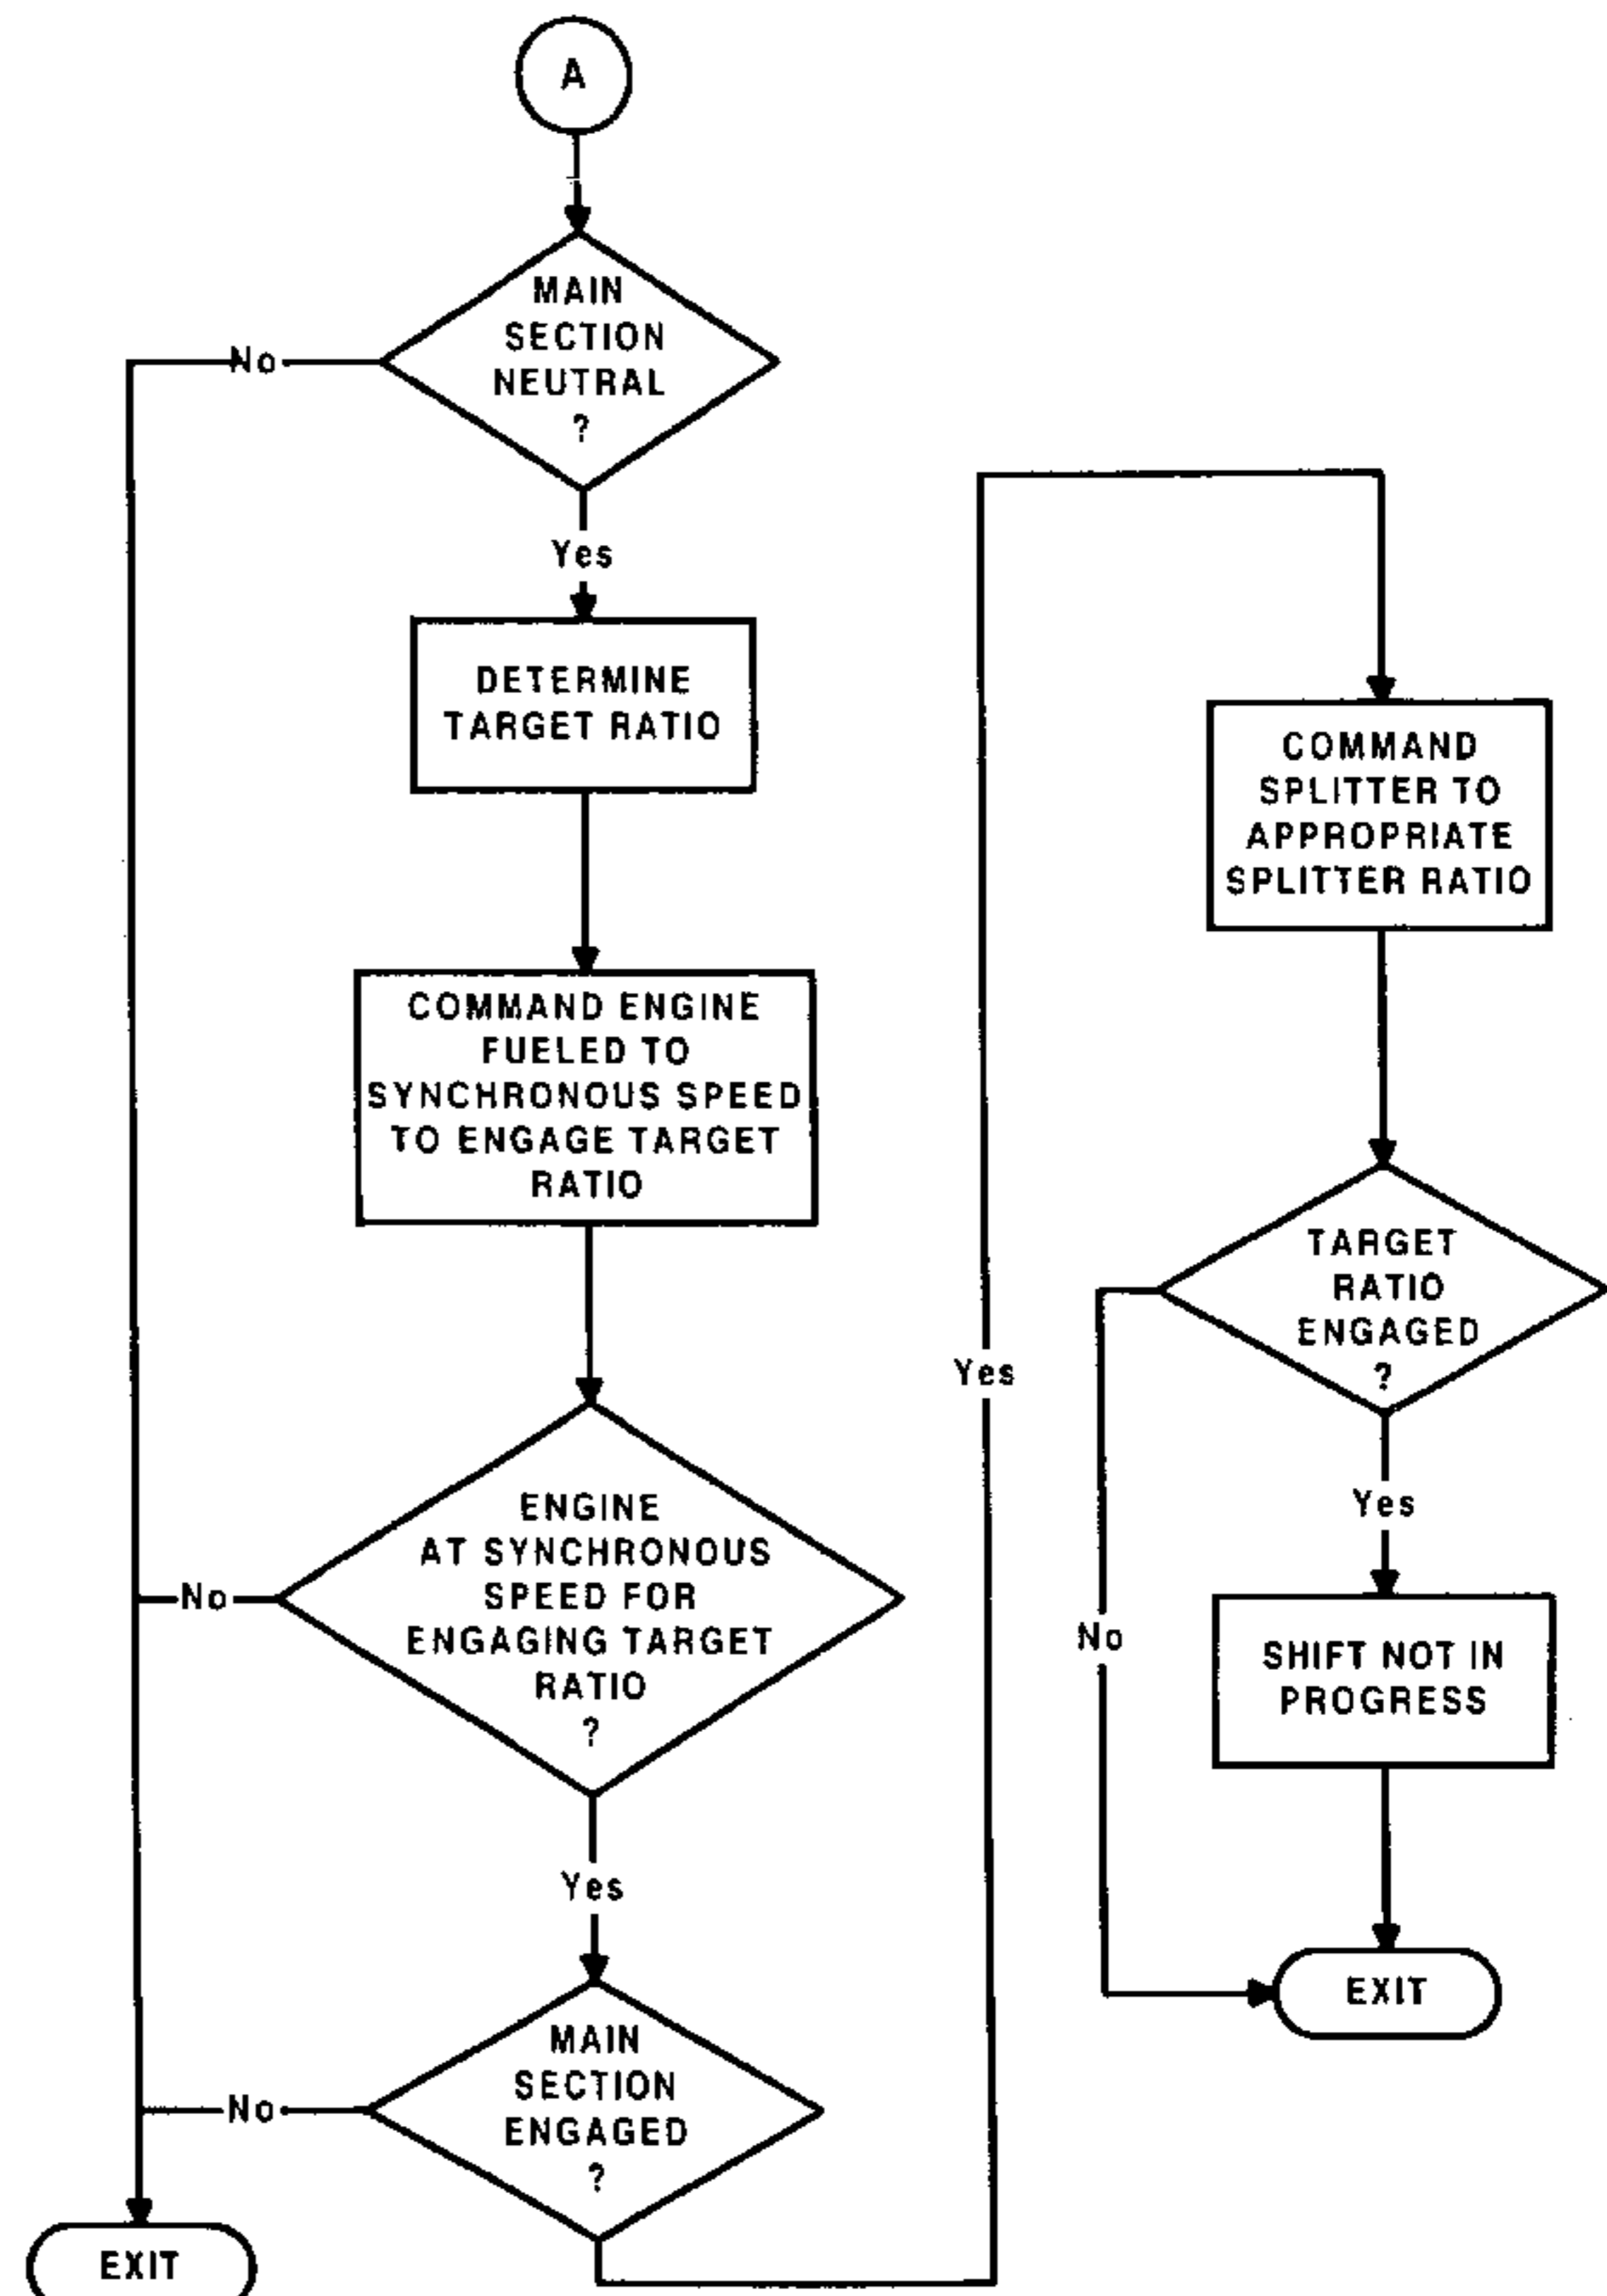 A
MAIN
SECTION
NEUTRAL
?
No
Yes
DETERMINE
TARGET RATIO
COMMAND ENGINE
FUELED TO
SYNCHRONOUS SPEED
TO ENGAGE TARGET
RATIO
ENGINE
AT SYNCHRONOUS
SPEED FOR
ENGAGING TARGET
RATIO
?
No
Yes
MAIN
SECTION
ENGAGED
?
No
EXIT
Yes
COMMAND
SPLITTER TO
APPROPRIATE
SPLITTER RATIO
TARGET
RATIO
ENGAGED
?
No
Yes
SHIFT NOT IN
PROGRESS
EXIT